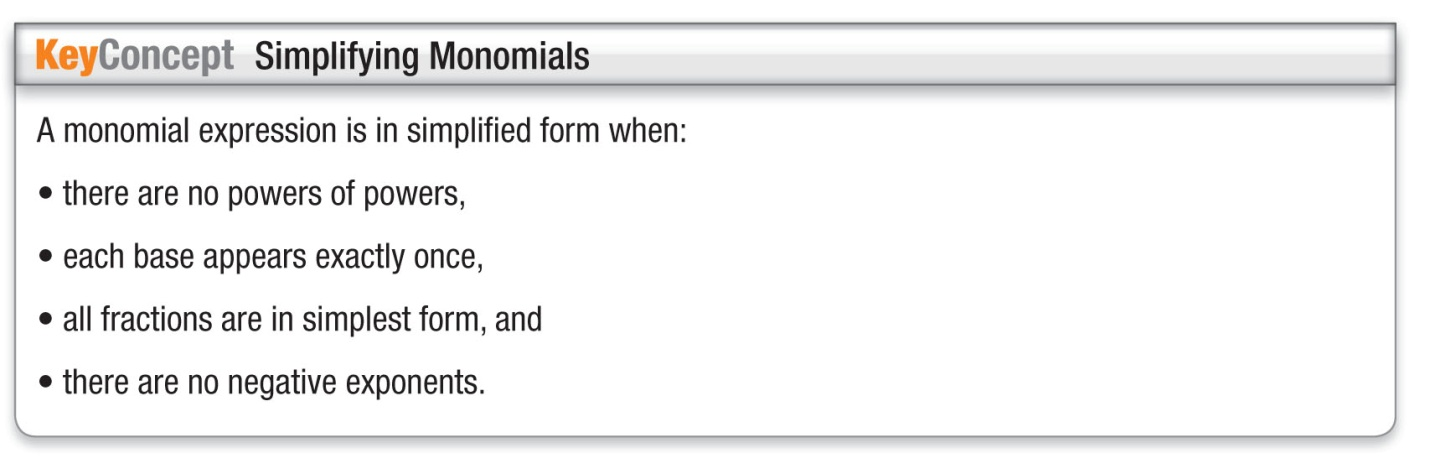 KeyConcept Simplifying Monomials
A monomial expression is in simplified form when:
• there are no powers of powers,
• each base appears exactly once,
• all fractions are in simplest form, and
• there are no negative exponents.